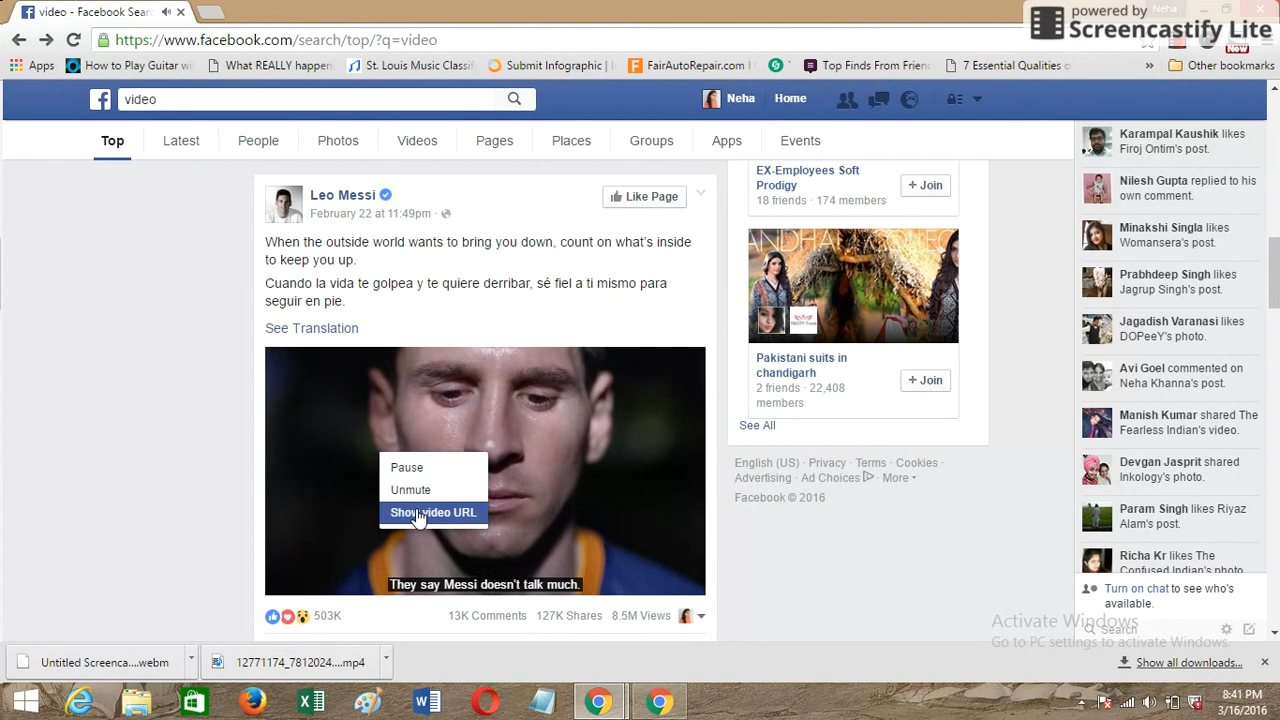 video - Facebook Sear
Neha
powered by
Screencastify Lite
https://www.facebook.com/search/top/?q=video
New
Apps
How to Play Guitar wi
What REALLY happen
St. Louis Music Classif
Submit Infographic |
FairAutoRepair.com |
Top Finds From Frien
7 Essential Qualities o
»
Other bookmarks
video
Neha
Home
Top
Latest
People
Photos
Videos
Pages
Places
Groups
Apps
Events
Leo Messi
February 22 at 11:49pm ·
Like Page
When the outside world wants to bring you down, count on what's inside
to keep you up.
Cuando la vida te golpea y te quiere derribar, sé fiel a ti mismo para
seguir en pie.
See Translation
Pause
Unmute
Show video URL
They say Messi doesn't talk much.
503K
13K Comments
127K Shares
8.5M Views
EX-Employees Soft
Prodigy
18 friends · 174 members
+ Join
Pakistani suits in
chandigarh
2 friends · 22,408
members
+ Join
See All
English (US) · Privacy · Terms · Cookies ·
Advertising · Ad Choices · More
Facebook © 2016
Karampal Kaushik likes
Firoj Ontim's post.
Nilesh Gupta replied to his
own comment.
Minakshi Singla likes
Womansera's post.
Prabhdeep Singh likes
Jagrup Singh's post.
Jagadish Varanasi likes
DOPeeY's photo.
Avi Goel commented on
Neha Khanna's post.
Manish Kumar shared The
Fearless Indian's video.
Devgan Jasprit shared
Inkology's photo.
Param Singh likes Riyaz
Alam's post.
Richa Kr likes The
Confused Indian's photo
Turn on chat to see who's
available.
Search
Activate Windows
Go to PC settings to activate Windows.
Untitled Screenca....webm
12771174_7812024....mp4
Show all downloads...
8:41 PM
3/16/2016